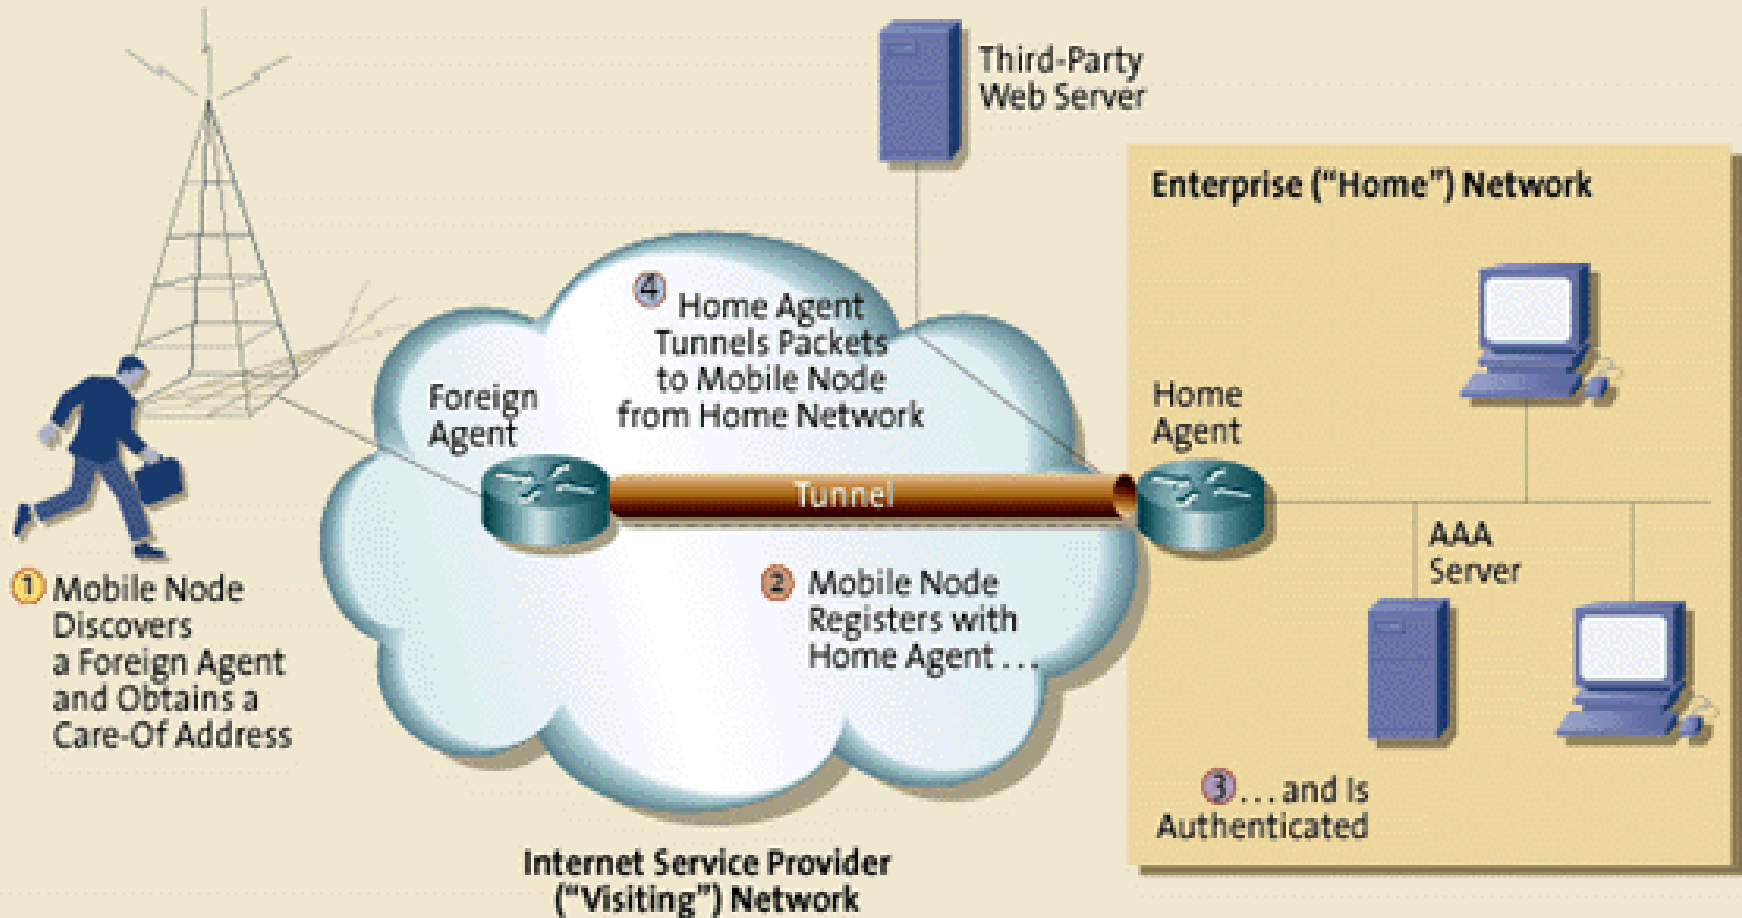 Third-Party
Web Server
Enterprise (“Home”) Network
4
Home Agent
Tunnels Packets
to Mobile Node
from Home Network
Foreign
Agent
Home
Agent
Tunnel
AAA
Server
1 Mobile Node
Discovers
a Foreign Agent
and Obtains a
Care-Of Address
2 Mobile Node
Registers with
Home Agent ...
3 ... and Is
Authenticated
Internet Service Provider
(“Visiting”) Network